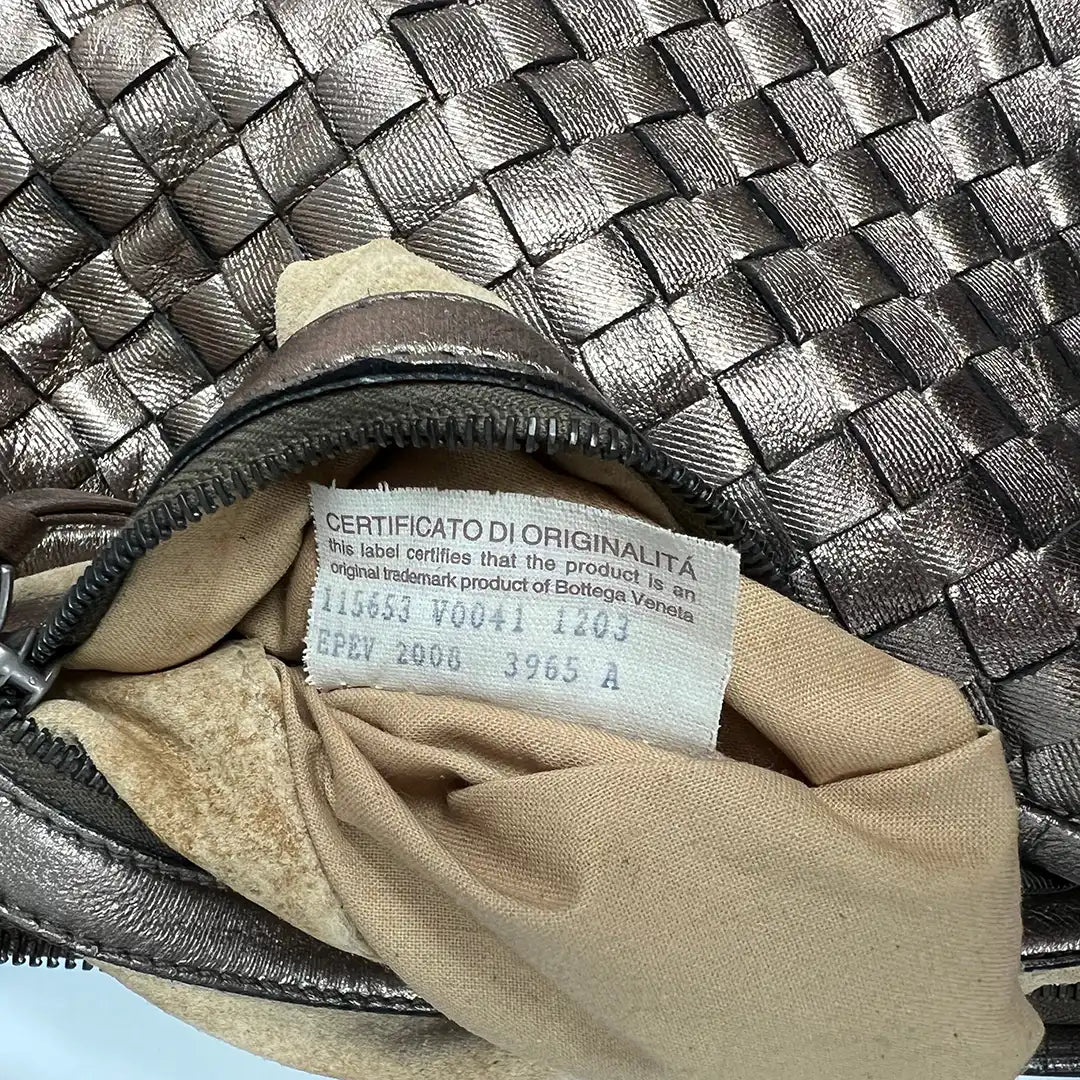 CERTIFICATO DI ORIGINALITÁ
this label certifies that the product is an
original trademark product of Bottega Veneta
115653 V0041 1203
EPEV 2008 3965 A